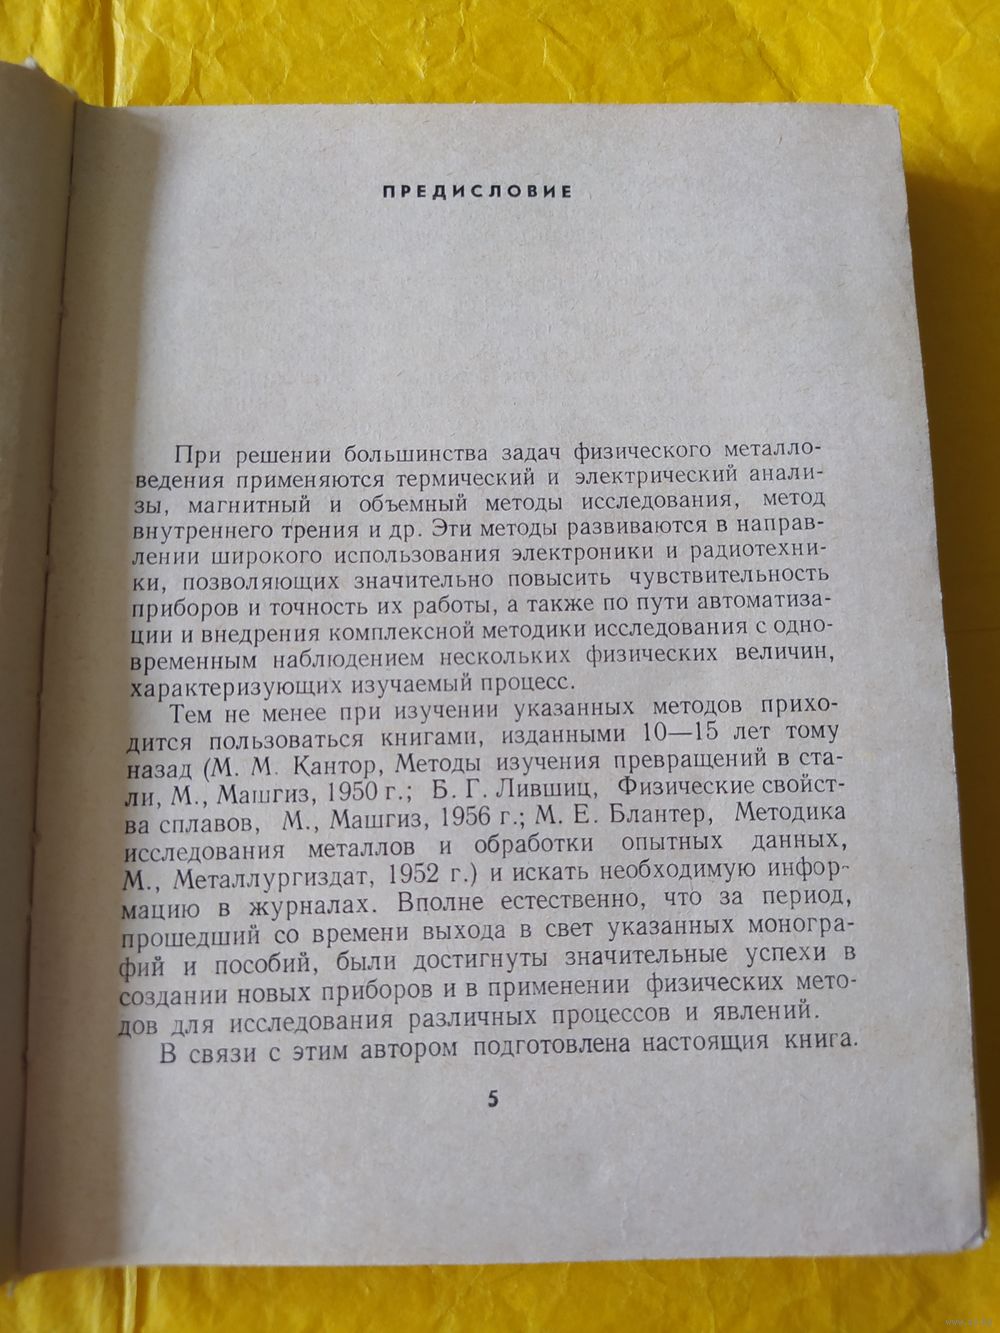 ПРЕДИСЛОВИЕ
При решении большинства задач физического металло-
ведения применяются термический и электрический анали-
зы, магнитный и объемный методы исследования, метод
внутреннего трения и др. Эти методы развиваются в направ-
лении широкого использования электроники и радиотехни-
ки, позволяющих значительно повысить чувствительность
приборов и точность их работы, а также по пути автоматиза-
ции и внедрения комплексной методики исследования с одно-
временным наблюдением нескольких физических величин,
характеризующих изучаемый процесс.
Тем не менее при изучении указанных методов прихо-
дится пользоваться книгами, изданными 10—15 лет тому
назад (М. М. Кантор, Методы изучения превращений в ста-
ли, М., Машгиз, 1950 г.; Б. Г. Лившиц, Физические свойст-
ва сплавов, М., Машгиз, 1956 г.; М. Е. Блантер, Методика
исследования металлов и обработки опытных данных,
М., Металлургиздат, 1952 г.) и искать необходимую инфор-
мацию в журналах. Вполне естественно, что за период,
прошедший со времени выхода в свет указанных моногра-
фий и пособий, были достигнуты значительные успехи в
создании новых приборов и в применении физических мето-
дов для исследования различных процессов и явлений.
В связи с этим автором подготовлена настоящия книга.
5